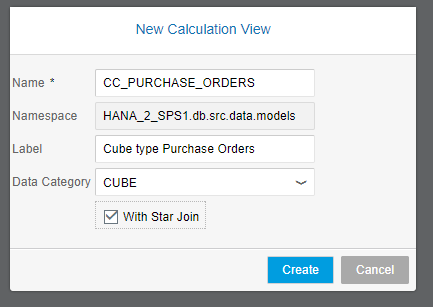 New Calculation View
Name * CC_PURCHASE_ORDERS
Namespace HANA_2_SPS1.db.src.data.models
Label Cube type Purchase Orders
Data Category CUBE
With Star Join
Create Cancel